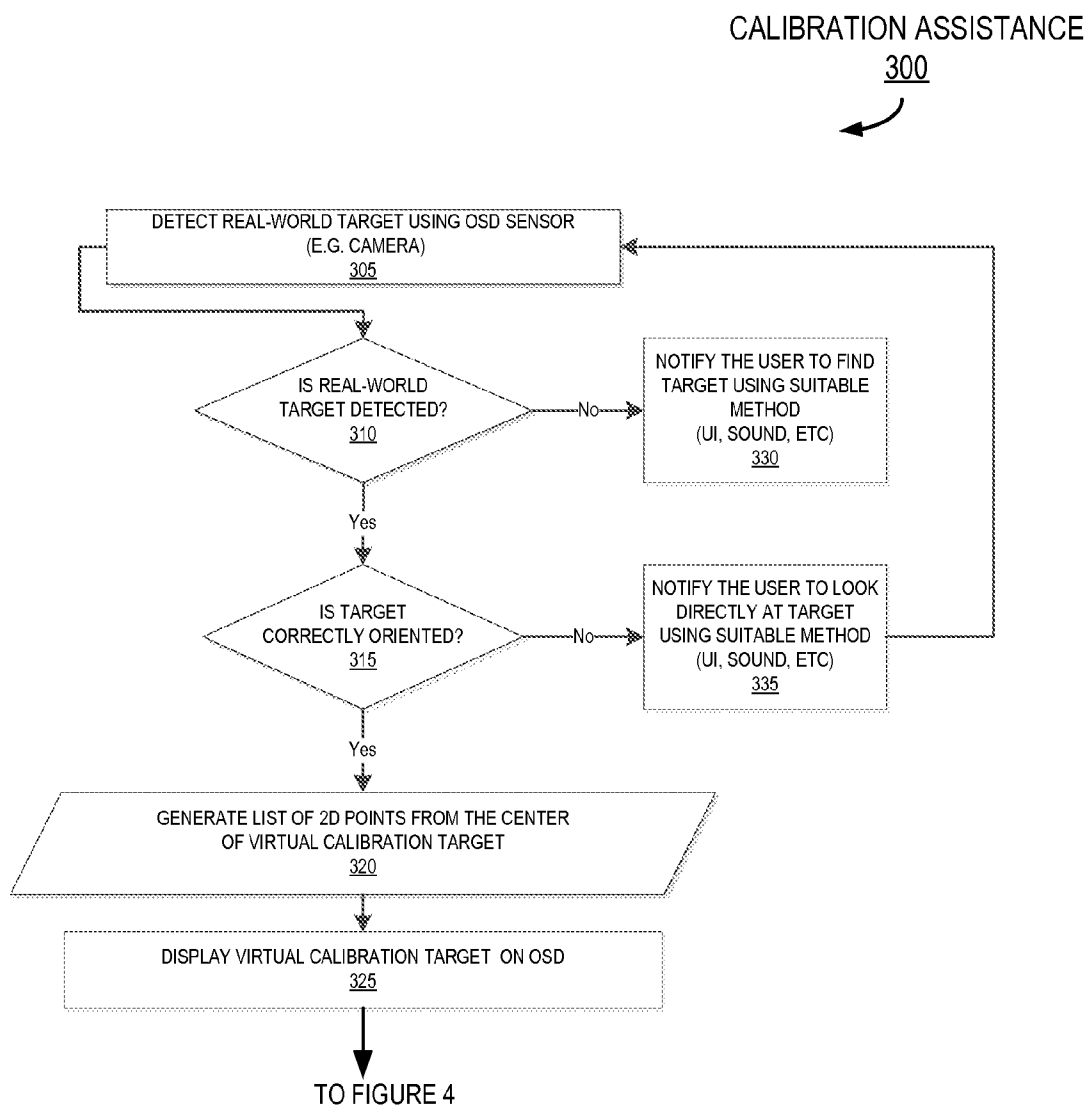 CALIBRATION ASSISTANCE
300
DETECT REAL-WORLD TARGET USING OSD SENSOR
(E.G. CAMERA)
305
IS REAL-WORLD
TARGET DETECTED?
310
No
NOTIFY THE USER TO FIND
TARGET USING SUITABLE
METHOD
(UI, SOUND, ETC)
330
Yes
IS TARGET
CORRECTLY ORIENTED?
315
No
NOTIFY THE USER TO LOOK
DIRECTLY AT TARGET
USING SUITABLE METHOD
(UI, SOUND, ETC)
335
Yes
GENERATE LIST OF 2D POINTS FROM THE CENTER
OF VIRTUAL CALIBRATION TARGET
320
DISPLAY VIRTUAL CALIBRATION TARGET ON OSD
325
TO FIGURE 4